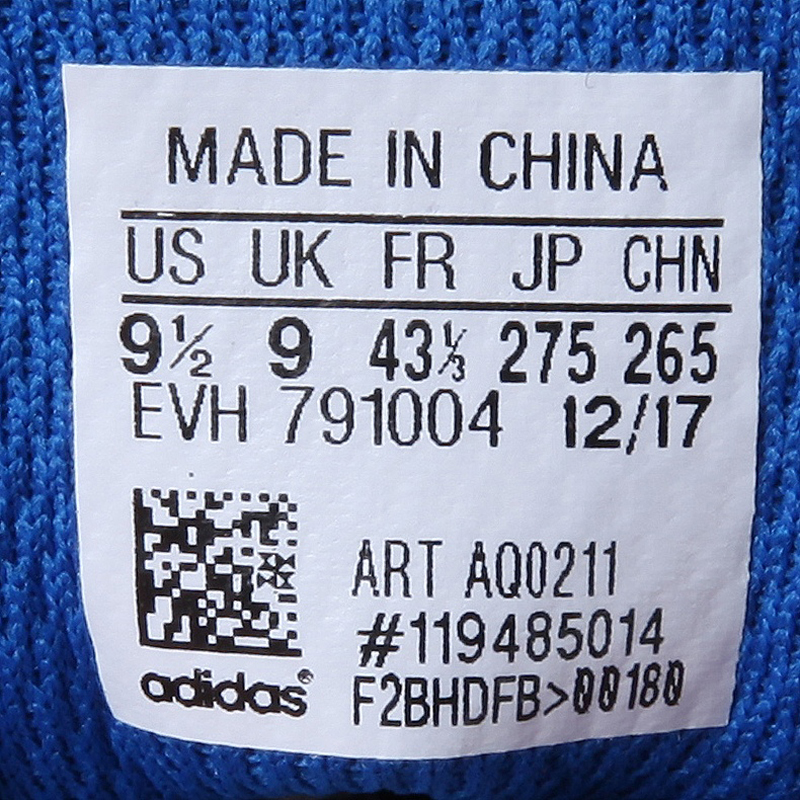 MADE IN CHINA
US UK FR JP CHN
9½ 9 43⅓ 275 265
EVH 791004 12/17
ART AQ0211
#119485014
adidas® F2BHDFB>00180